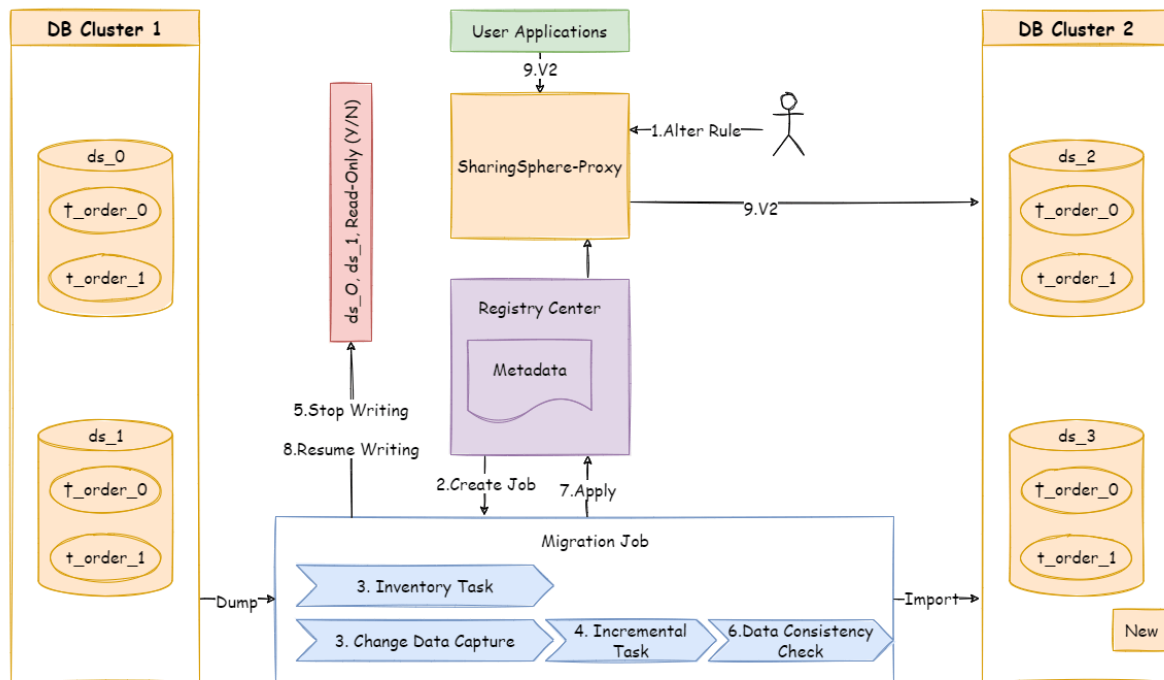 DB Cluster 1
ds_0
t_order_0
t_order_1
ds_1
t_order_0
t_order_1
ds_0, ds_1, Read-Only (Y/N)
5.Stop Writing
8.Resume Writing
User Applications
9.V2
SharingSphere-Proxy
1.Alter Rule
9.V2
Registry Center
Metadata
2.Create Job
7.Apply
Migration Job
3. Inventory Task
3. Change Data Capture
4. Incremental
Task
6.Data Consistency
Check
Dump
Import
DB Cluster 2
ds_2
t_order_0
t_order_1
ds_3
t_order_0
t_order_1
New